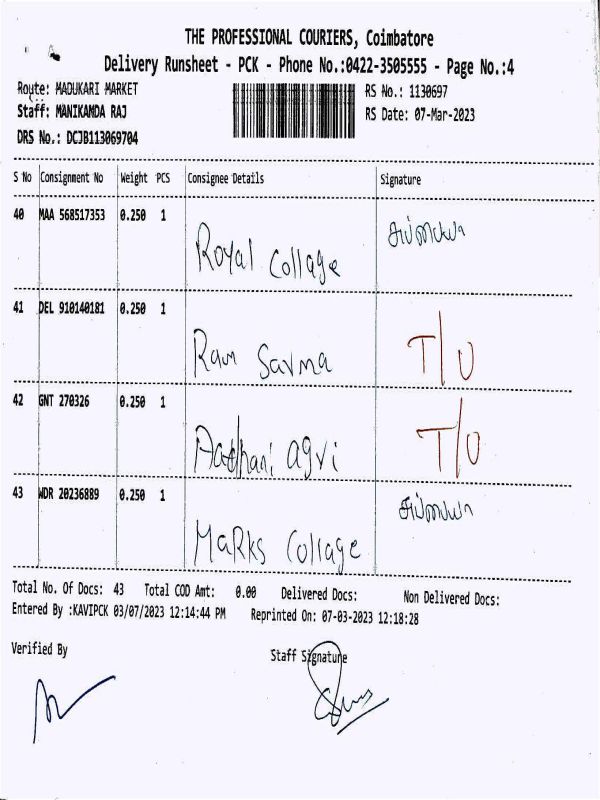 THE PROFESSIONAL COURIERS, Coimbatore
Delivery Runsheet - PCK - Phone No.:0422-3505555 - Page No.:4
Route: MADUKARI MARKET RS No.: 1130697
Staff: MANIKANDA RAJ RS Date: 07-Mar-2023
DRS No.: DCJB113069704
S No Consignment No Weight PCS Consignee Details Signature
40 MAA 568517353 0.250 1 Royal Collage
41 DEL 910140181 0.250 1 Ram Savma T/U
42 GNT 270326 0.250 1 Aathani Agvi T/U
43 WDR 20236889 0.250 1 Marks Collage
Total No. Of Docs: 43 Total COD Amt: 0.00 Delivered Docs: Non Delivered Docs:
Entered By :KAVIPCK 03/07/2023 12:14:44 PM Reprinted On: 07-03-2023 12:18:28
Verified By Staff Signature